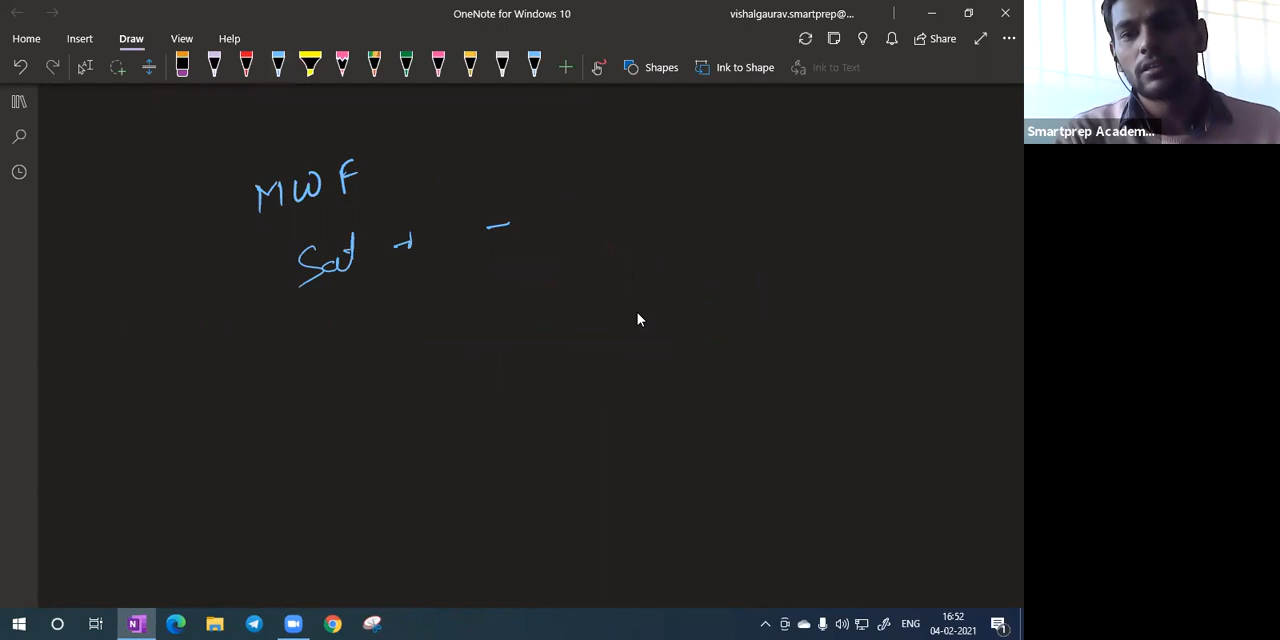 OneNote for Windows 10
vishalgaurav.smartprep@...
Home Insert Draw View Help
Share
Shapes Ink to Shape Ink to Text
Smartprep Academ...
MWF
Sat + -
ENG
16:52
04-02-2021
1